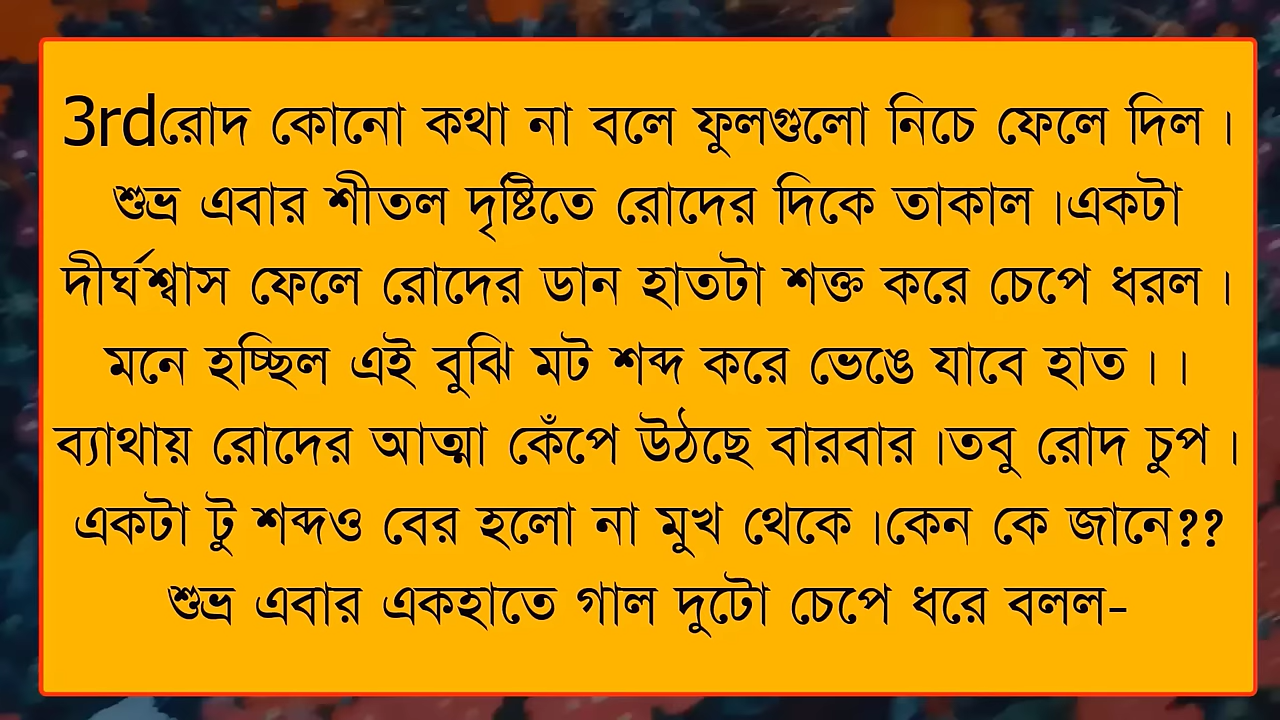 3rdরোদ কোনো কথা না বলে ফুলগুলো নিচে ফেলে দিল।
শুভ্র এবার শীতল দৃষ্টিতে রোদের দিকে তাকাল।একটা
দীর্ঘশ্বাস ফেলে রোদের ডান হাতটা শক্ত করে চেপে ধরল।
মনে হচ্ছিল এই বুঝি মট শব্দ করে ভেঙে যাবে হাত।।
ব্যাথায় রোদের আত্মা কেঁপে উঠছে বারবার।তবু রোদ চুপ।
একটা টু শব্দও বের হলো না মুখ থেকে।কেন কে জানে??
শুভ্র এবার একহাতে গাল দুটো চেপে ধরে বলল-